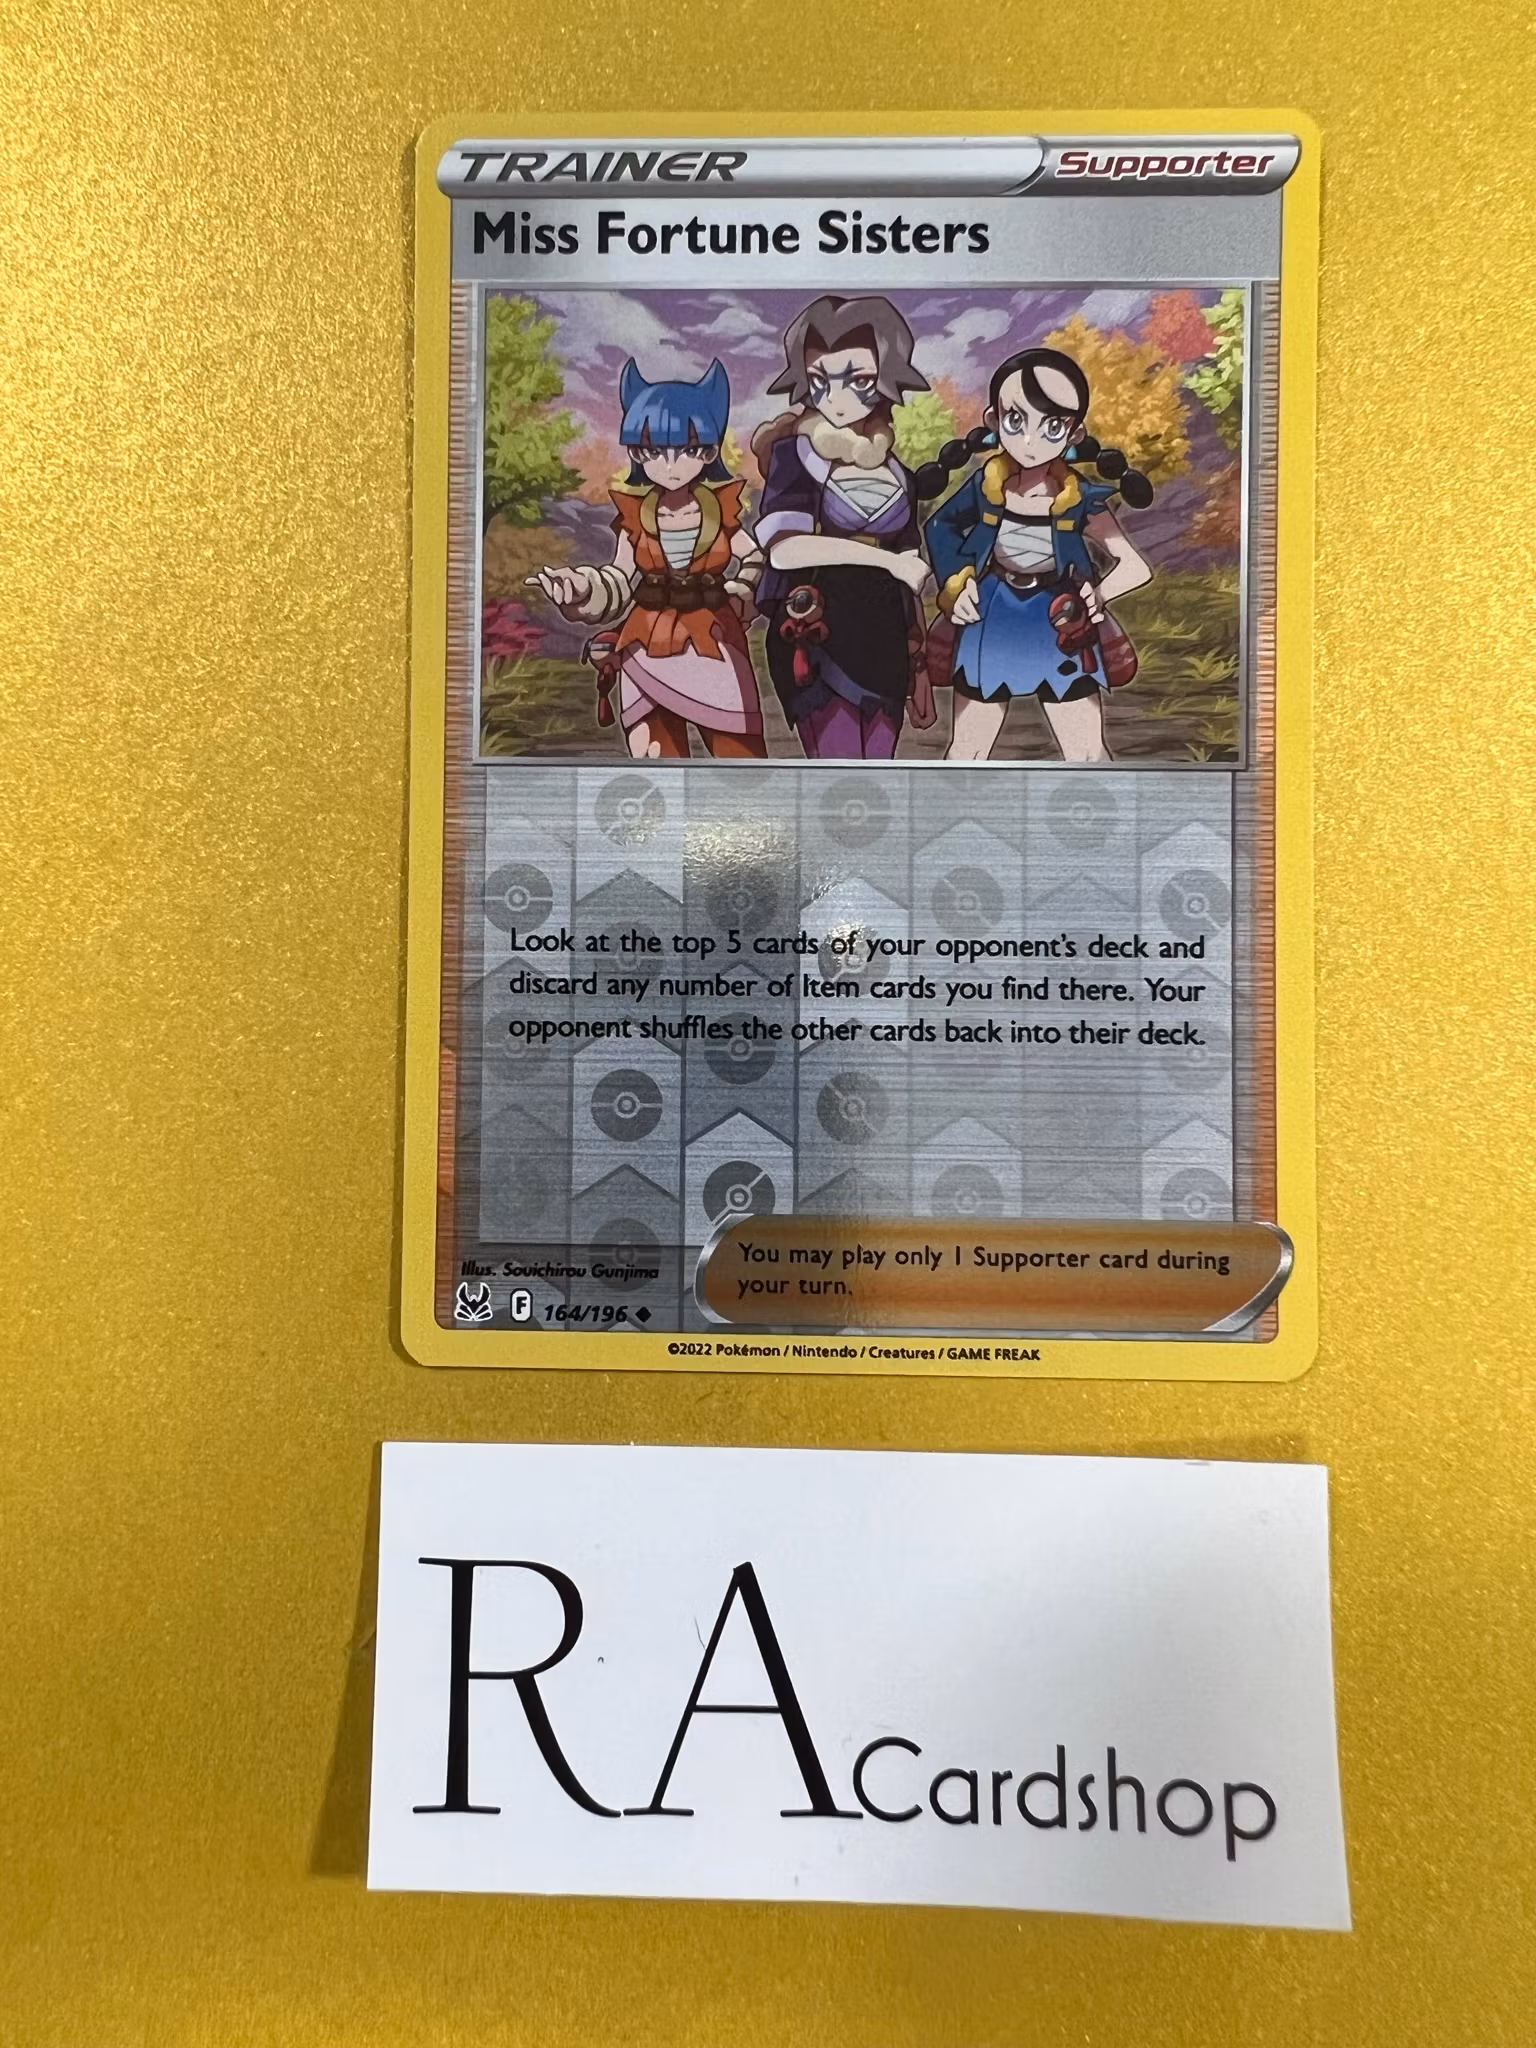 TRAINER
Supporter
Miss Fortune Sisters
Look at the top 5 cards of your opponent's deck and
discard any number of Item cards you find there. Your
opponent shuffles the other cards back into their deck.
You may play only 1 Supporter card during
your turn.
Illus. Souichirou Gunjima
F 164/196
©2022 Pokémon / Nintendo / Creatures / GAME FREAK
RA Cardshop